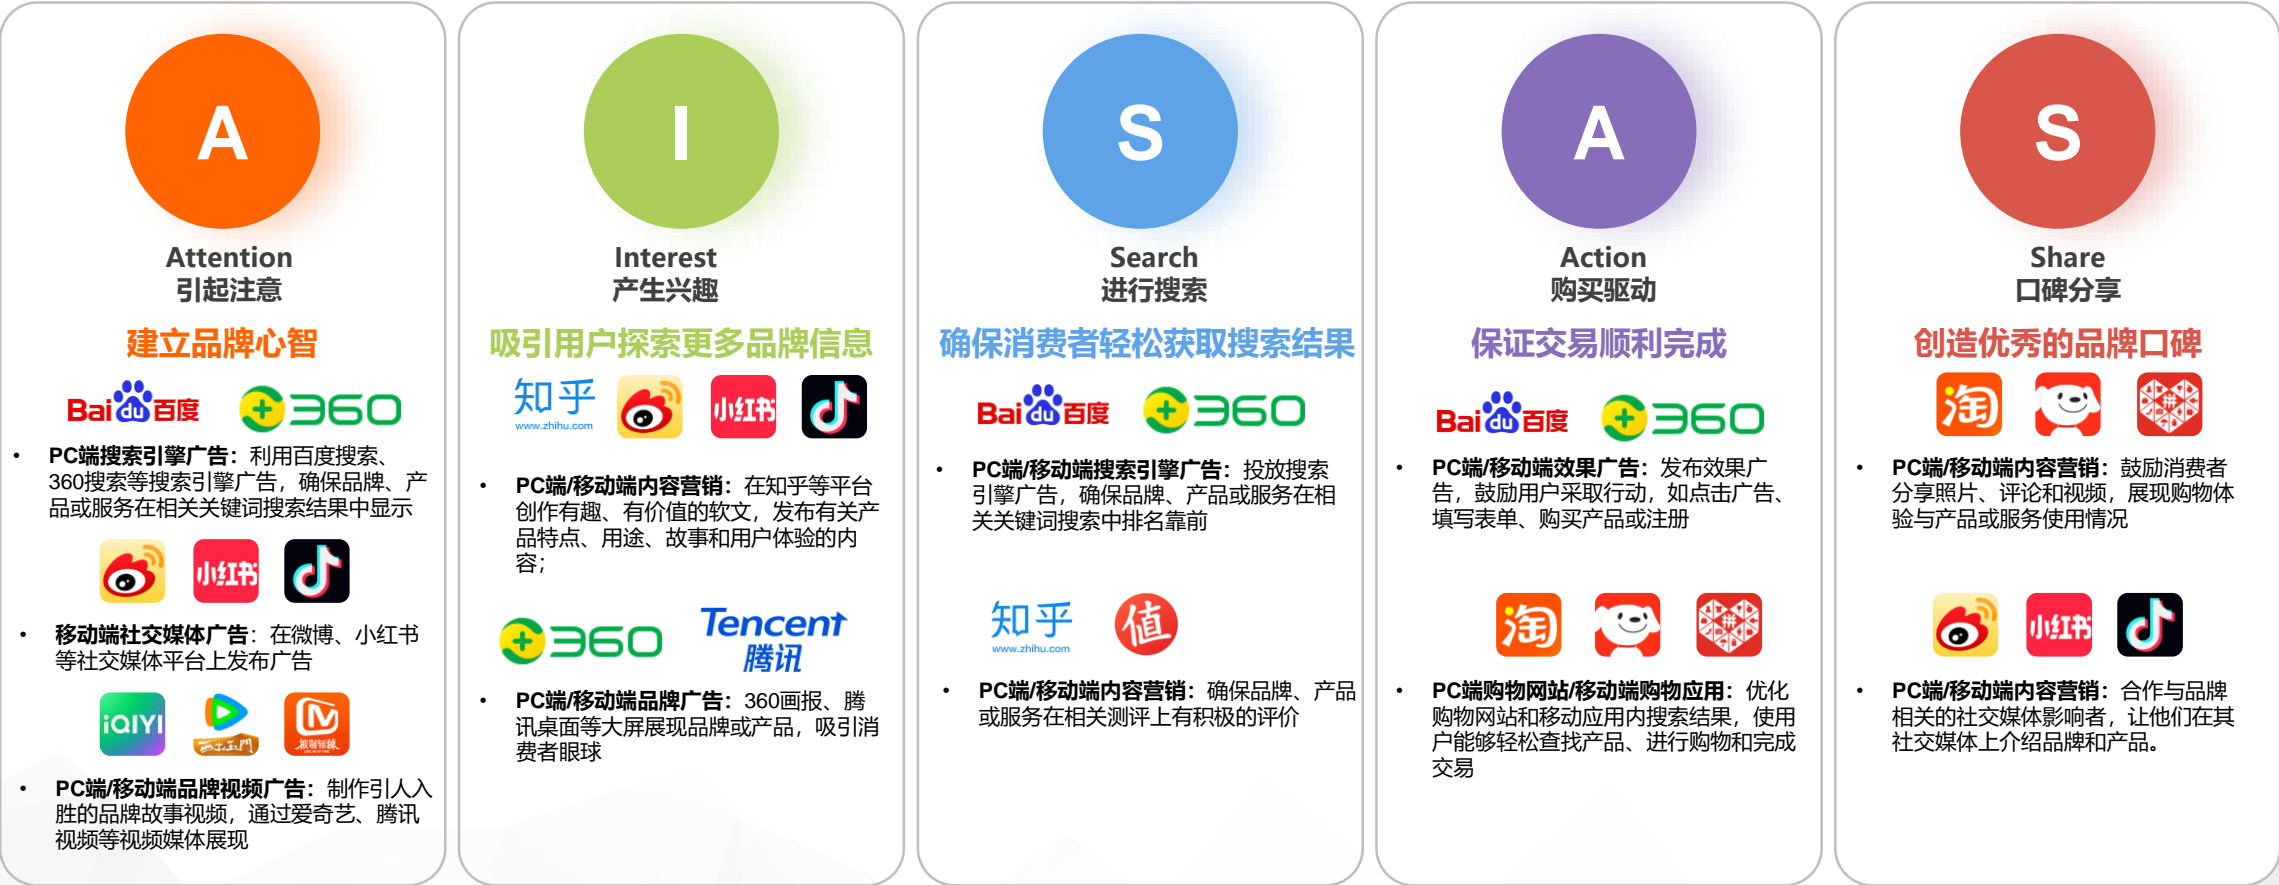 A
Attention
引起注意
建立品牌心智
Bai du 百度
360
• PC端搜索引擎广告：利用百度搜索、
360搜索等搜索引擎广告，确保品牌、产
品或服务在相关关键词搜索结果中显示
小红书
• 移动端社交媒体广告：在微博、小红书
等社交媒体平台上发布广告
iQIYI
• PC端/移动端品牌视频广告：制作引人入
胜的品牌故事视频，通过爱奇艺、腾讯
视频等视频媒体展现
I
Interest
产生兴趣
吸引用户探索更多品牌信息
知乎
www.zhihu.com
小红书
• PC端/移动端内容营销：在知乎等平台
创作有趣、有价值的软文，发布有关产
品特点、用途、故事和用户体验的内
容；
360
Tencent
腾讯
• PC端/移动端品牌广告：360画报、腾
讯桌面等大屏展现品牌或产品，吸引消
费者眼球
S
Search
进行搜索
确保消费者轻松获取搜索结果
Bai du 百度
360
• PC端/移动端搜索引擎广告：投放搜索
引擎广告，确保品牌、产品或服务在相
关关键词搜索中排名靠前
知乎
www.zhihu.com
值
• PC端/移动端内容营销：确保品牌、产品
或服务在相关测评上有积极的评价
A
Action
购买驱动
保证交易顺利完成
Bai du 百度
360
• PC端/移动端效果广告：发布效果广
告，鼓励用户采取行动，如点击广告、
填写表单、购买产品或注册
淘
拼
• PC端购物网站/移动端购物应用：优化
购物网站和移动应用内搜索结果，使用
户能够轻松查找产品、进行购物和完成
交易
S
Share
口碑分享
创造优秀的品牌口碑
淘
拼
• PC端/移动端内容营销：鼓励消费者
分享照片、评论和视频，展现购物体
验与产品或服务使用情况
小红书
• PC端/移动端内容营销：合作与品牌
相关的社交媒体影响者，让他们在其
社交媒体上介绍品牌和产品。